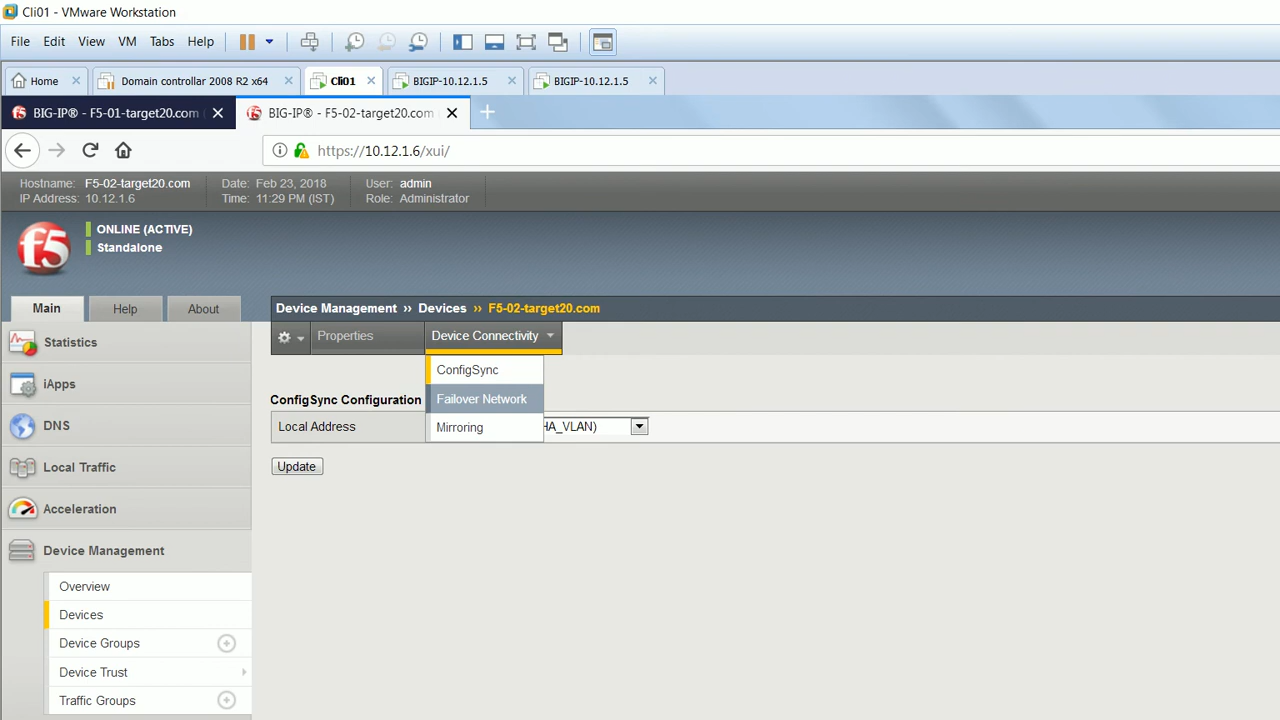 Cli01 - VMware Workstation
File Edit View VM Tabs Help
Home Domain controllar 2008 R2 x64 Cli01 BIGIP-10.12.1.5 BIGIP-10.12.1.5
BIG-IP® - F5-01-target20.com BIG-IP® - F5-02-target20.com
https://10.12.1.6/xui/
Hostname: F5-02-target20.com Date: Feb 23, 2018 User: admin
IP Address: 10.12.1.6 Time: 11:29 PM (IST) Role: Administrator
f5
ONLINE (ACTIVE)
Standalone
Main Help About
Device Management ›› Devices ›› F5-02-target20.com
Properties Device Connectivity
Statistics
iApps
DNS
Local Traffic
Acceleration
Device Management
Overview
Devices
Device Groups
Device Trust
Traffic Groups
ConfigSync
Failover Network
Mirroring
ConfigSync Configuration
Local Address HA_VLAN)
Update